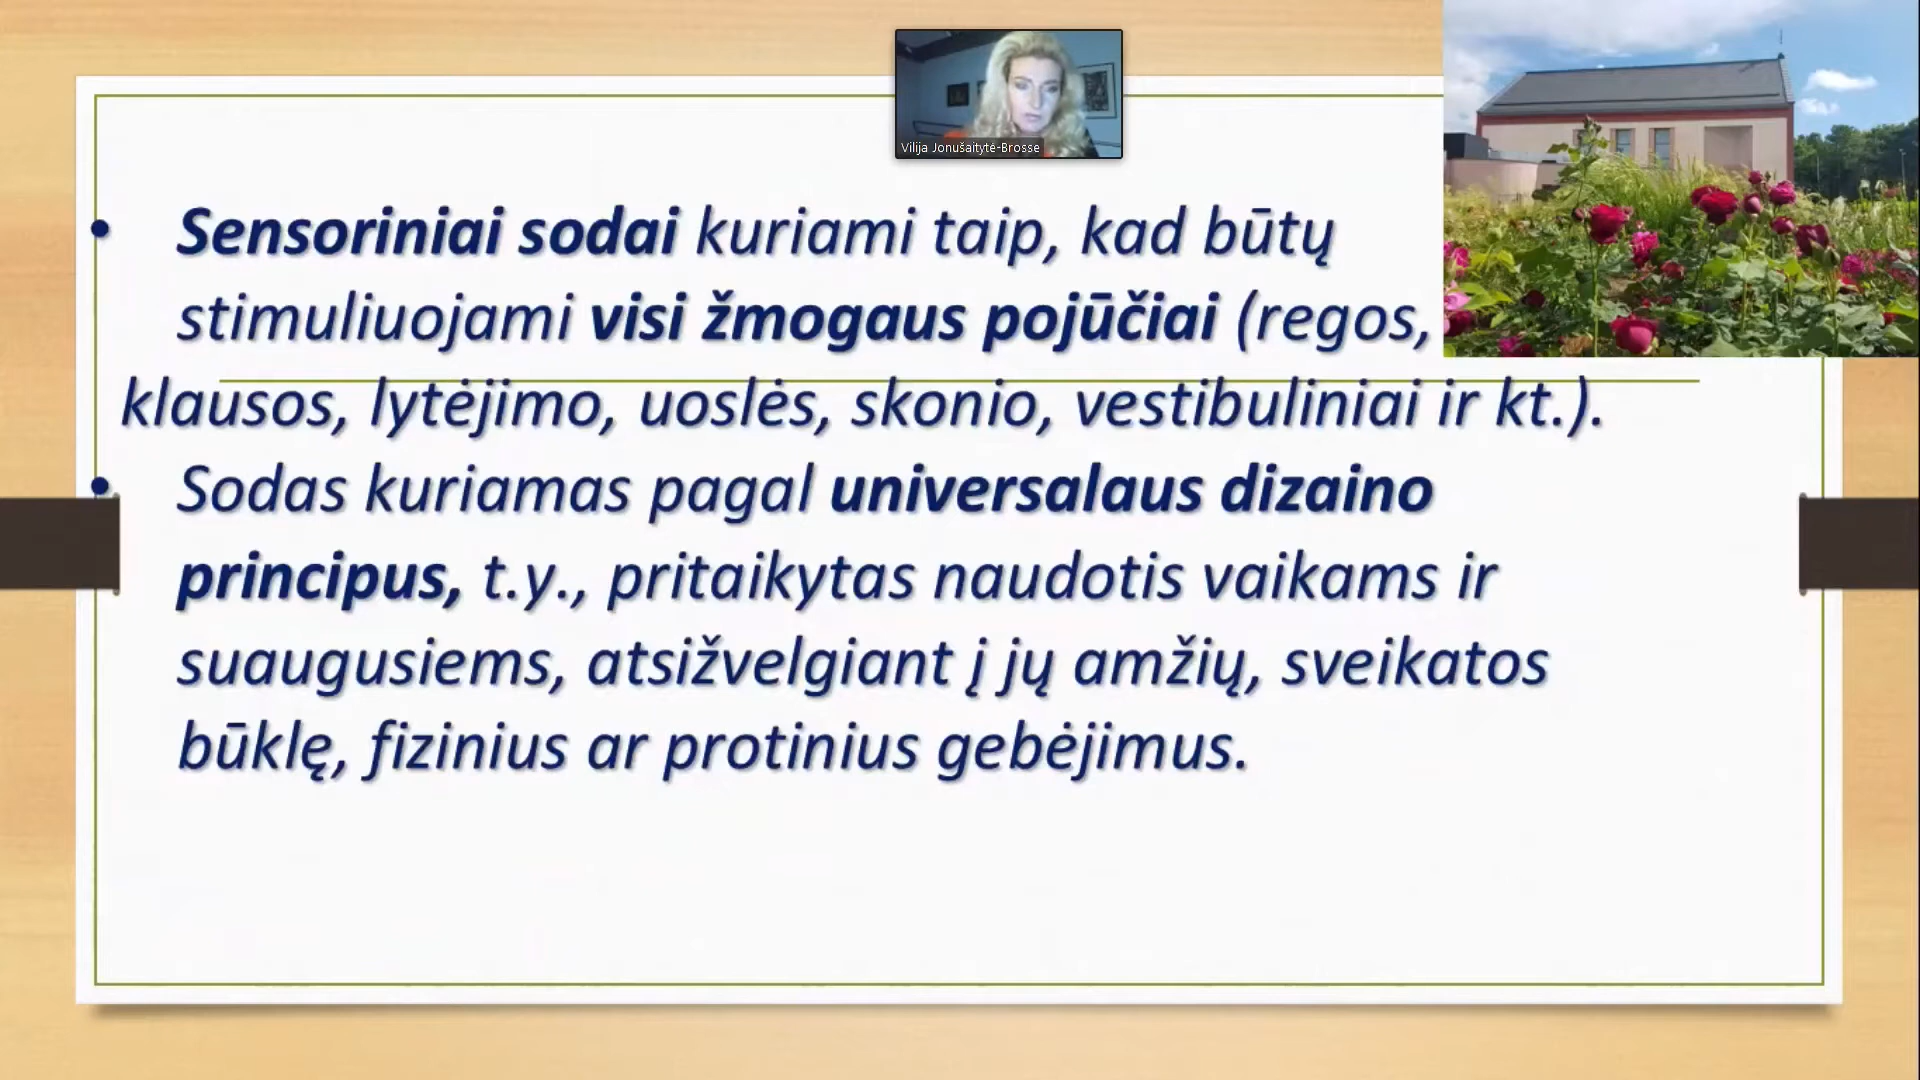 Vilija Jonušaitytė-Brosse
• Sensoriniai sodai kuriami taip, kad būtų
stimuliuojami visi žmogaus pojūčiai (regos,
klausos, lytėjimo, uoslės, skonio, vestibuliniai ir kt.).
• Sodas kuriamas pagal universalaus dizaino
principus, t.y., pritaikytas naudotis vaikams ir
suaugusiems, atsižvelgiant į jų amžių, sveikatos
būklę, fizinius ar protinius gebėjimus.